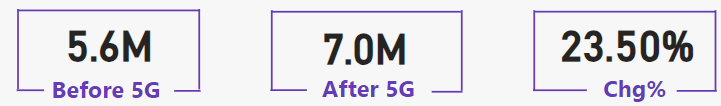 5.6M
Before 5G
7.0M
After 5G
23.50%
Chg%